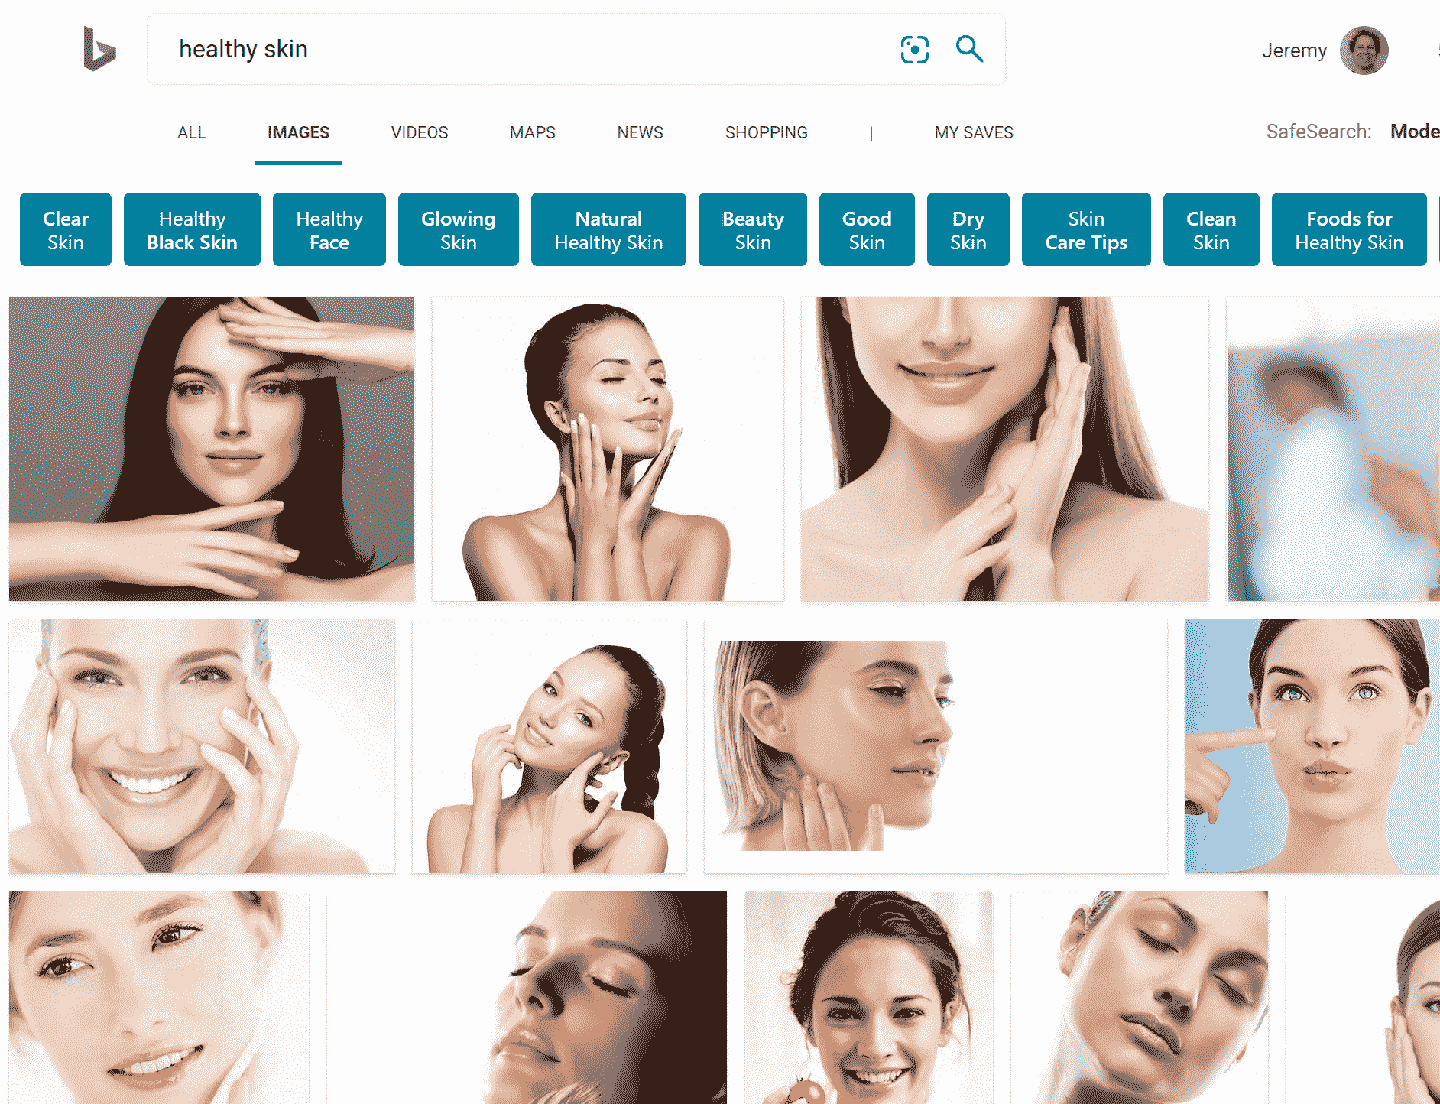 healthy skin
Jeremy
ALL IMAGES VIDEOS MAPS NEWS SHOPPING | MY SAVES
SafeSearch:
Clear
Skin
Healthy
Black Skin
Healthy
Face
Glowing
Skin
Natural
Healthy Skin
Beauty
Skin
Good
Skin
Dry
Skin
Skin
Care Tips
Clean
Skin
Foods for
Healthy Skin